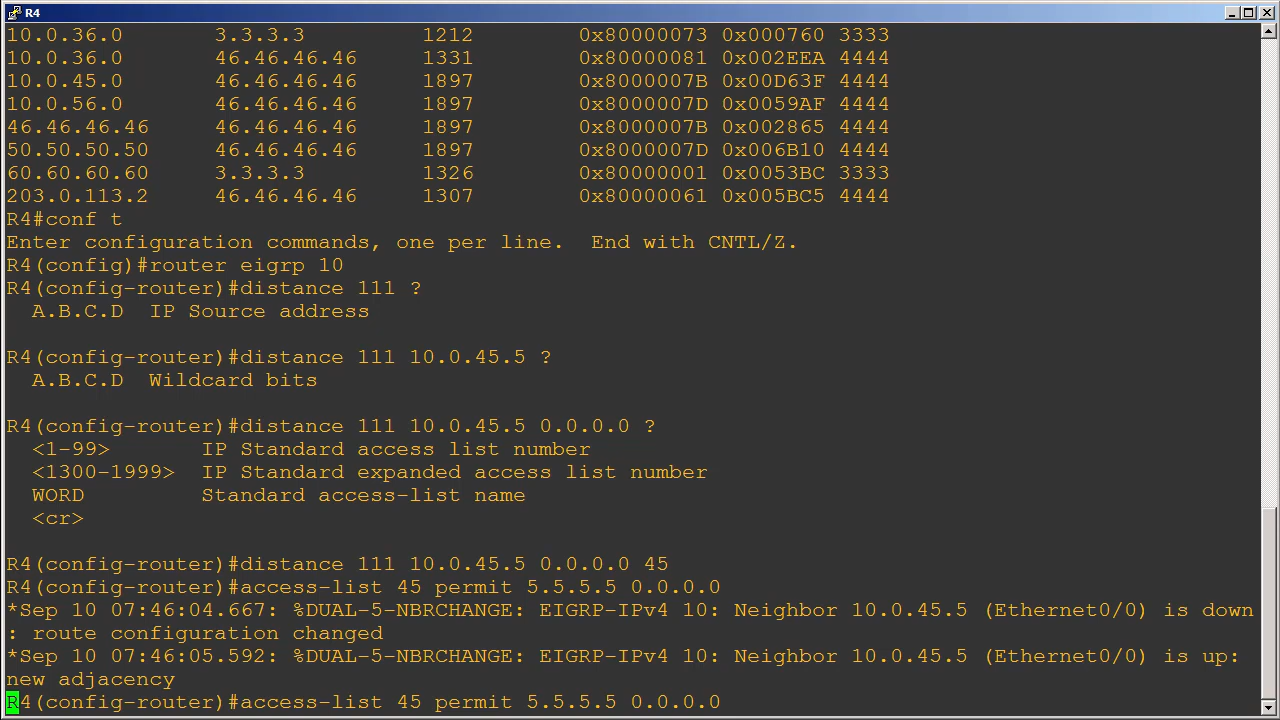 R4
10.0.36.0       3.3.3.3         1212        0x80000073 0x000760 3333
10.0.36.0       46.46.46.46     1331        0x80000081 0x002EEA 4444
10.0.45.0       46.46.46.46     1897        0x8000007B 0x00D63F 4444
10.0.56.0       46.46.46.46     1897        0x8000007D 0x0059AF 4444
46.46.46.46     46.46.46.46     1897        0x8000007B 0x002865 4444
50.50.50.50     46.46.46.46     1897        0x8000007D 0x006B10 4444
60.60.60.60     3.3.3.3         1326        0x80000001 0x0053BC 3333
203.0.113.2     46.46.46.46     1307        0x80000061 0x005BC5 4444
R4#conf t
Enter configuration commands, one per line.  End with CNTL/Z.
R4(config)#router eigrp 10
R4(config-router)#distance 111 ?
  A.B.C.D  IP Source address
R4(config-router)#distance 111 10.0.45.5 ?
  A.B.C.D  Wildcard bits
R4(config-router)#distance 111 10.0.45.5 0.0.0.0 ?
  <1-99>       IP Standard access list number
  <1300-1999>  IP Standard expanded access list number
  WORD         Standard access-list name
  <cr>
R4(config-router)#distance 111 10.0.45.5 0.0.0.0 45
R4(config-router)#access-list 45 permit 5.5.5.5 0.0.0.0
*Sep 10 07:46:04.667: %DUAL-5-NBRCHANGE: EIGRP-IPv4 10: Neighbor 10.0.45.5 (Ethernet0/0) is down
: route configuration changed
*Sep 10 07:46:05.592: %DUAL-5-NBRCHANGE: EIGRP-IPv4 10: Neighbor 10.0.45.5 (Ethernet0/0) is up:
new adjacency
R4(config-router)#access-list 45 permit 5.5.5.5 0.0.0.0